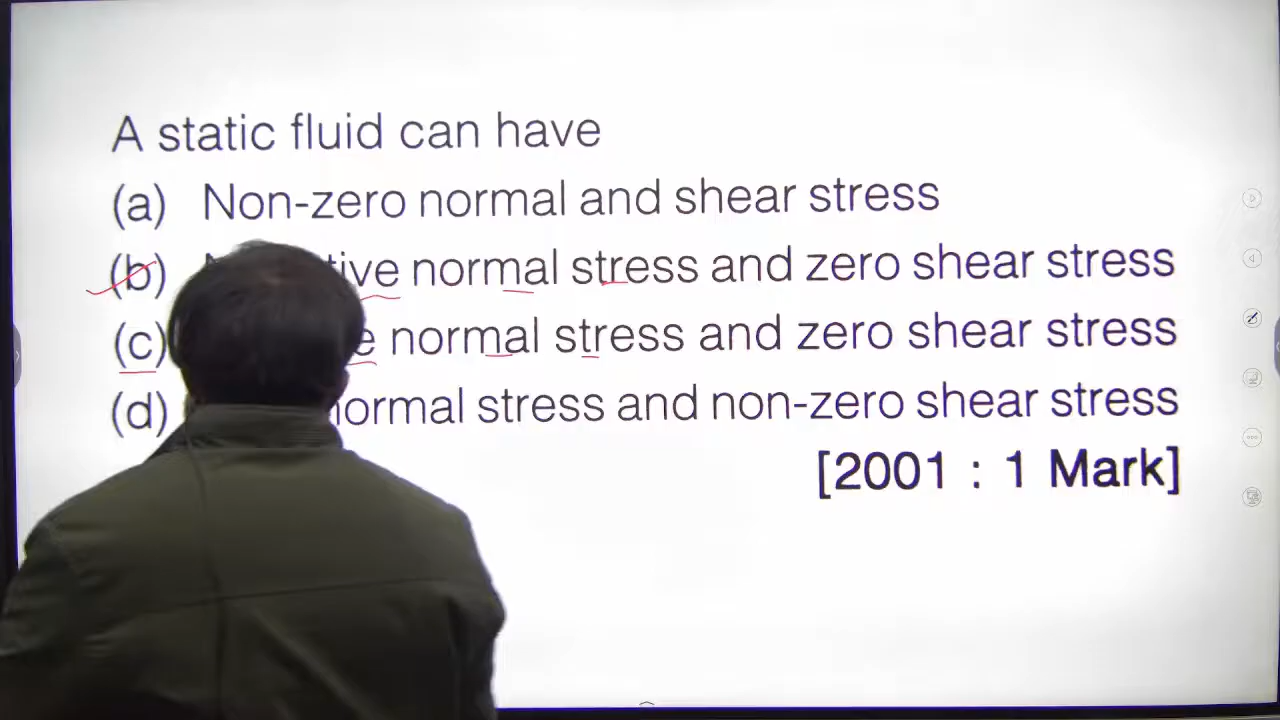 A static fluid can have
(a) Non-zero normal and shear stress
(b) normal stress and zero shear stress
(c) normal stress and zero shear stress
(d) normal stress and non-zero shear stress
[2001 : 1 Mark]